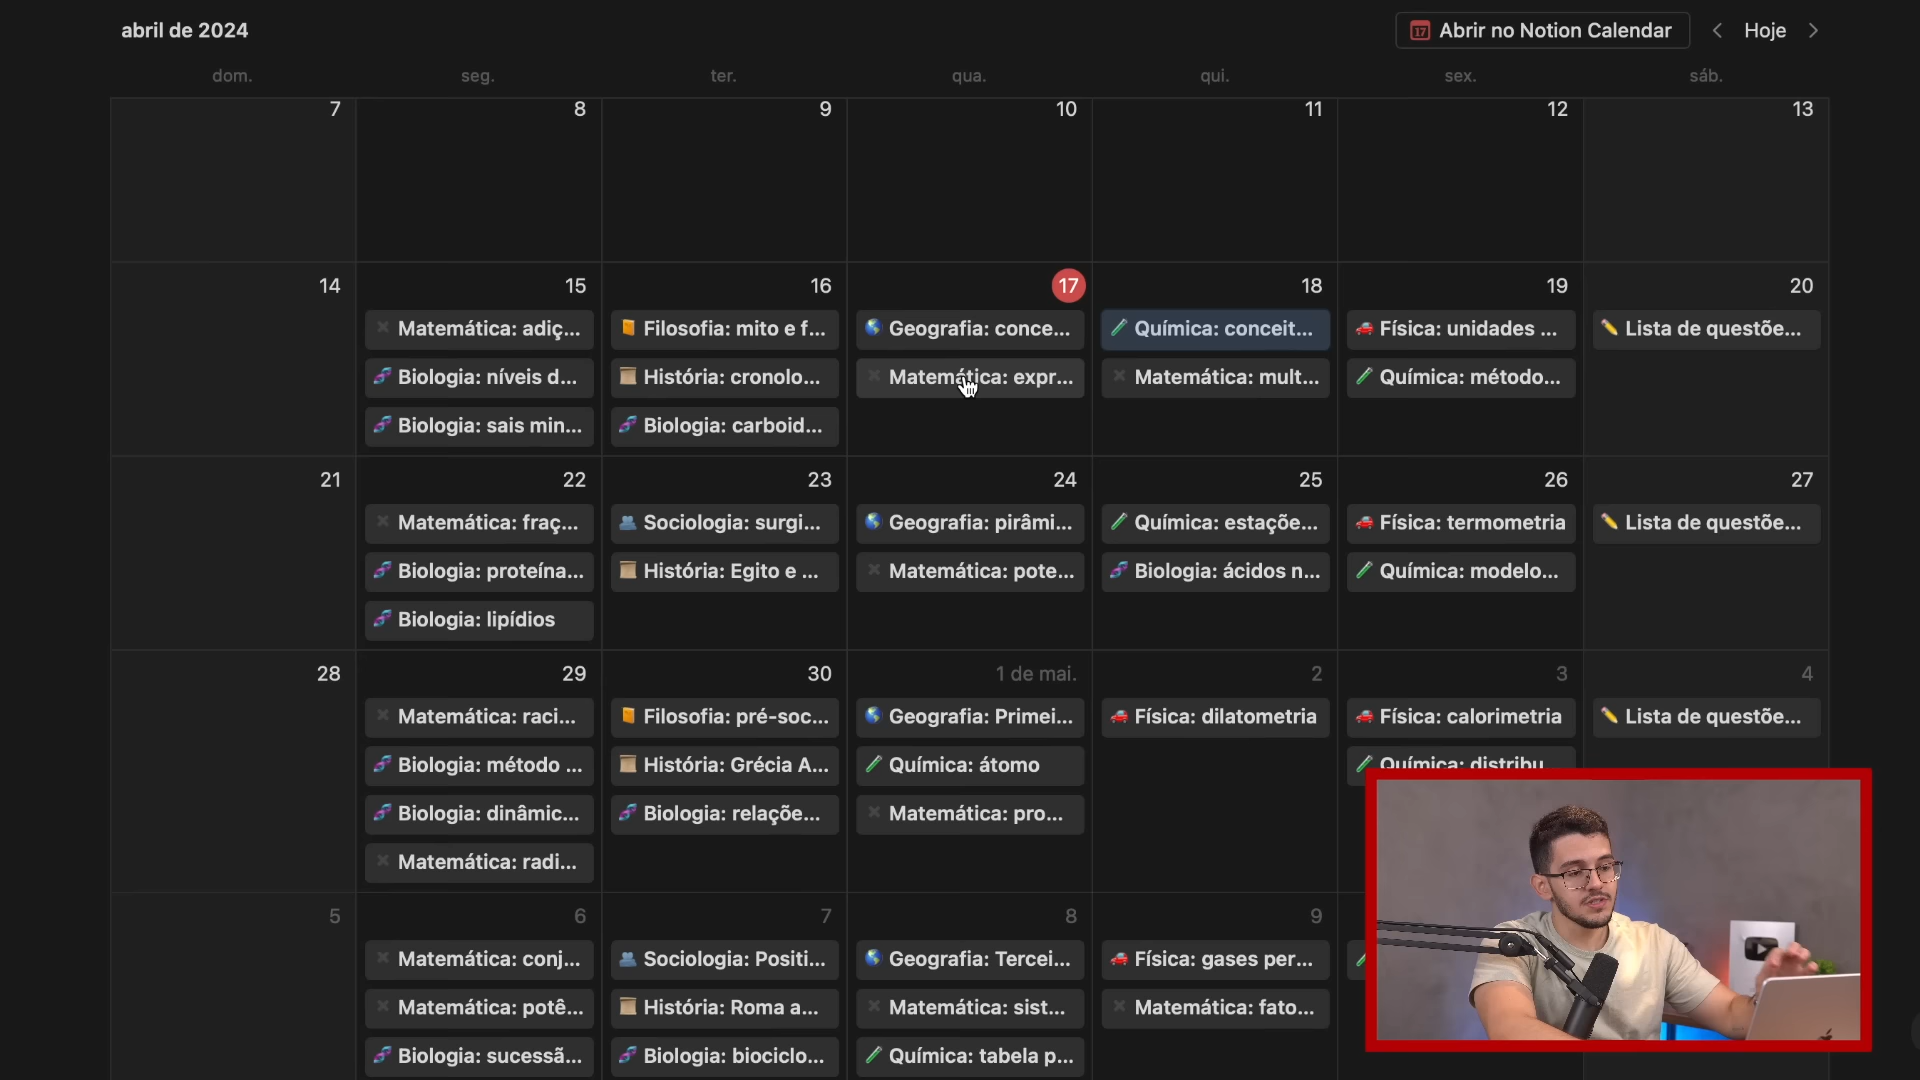 abril de 2024
17
Abrir no Notion Calendar
Hoje
dom. seg. ter. qua. qui. sex. sáb.
7 8 9 10 11 12 13
14 15 16 17 18 19 20
Matemática: adiç... Filosofia: mito e f... Geografia: conce... Química: conceit... Física: unidades ... Lista de questõe...
Biologia: níveis d... História: cronolo... Matemática: expr... Matemática: mult... Química: método...
Biologia: sais min... Biologia: carboid...
21 22 23 24 25 26 27
Matemática: fraç... Sociologia: surgi... Geografia: pirâmi... Química: estaçõe... Física: termometria Lista de questõe...
Biologia: proteína... História: Egito e ... Matemática: pote... Biologia: ácidos n... Química: modelo...
Biologia: lipídios
28 29 30 1 de mai. 2 3 4
Matemática: raci... Filosofia: pré-soc... Geografia: Primei... Física: dilatometria Física: calorimetria Lista de questõe...
Biologia: método ... História: Grécia A... Química: átomo Química: distribu
Biologia: dinâmic... Biologia: relaçõe... Matemática: pro...
Matemática: radi...
5 6 7 8 9
Matemática: conj... Sociologia: Positi... Geografia: Tercei... Física: gases per...
Matemática: potê... História: Roma a... Matemática: sist... Matemática: fato...
Biologia: sucessã... Biologia: biociclo... Química: tabela p...